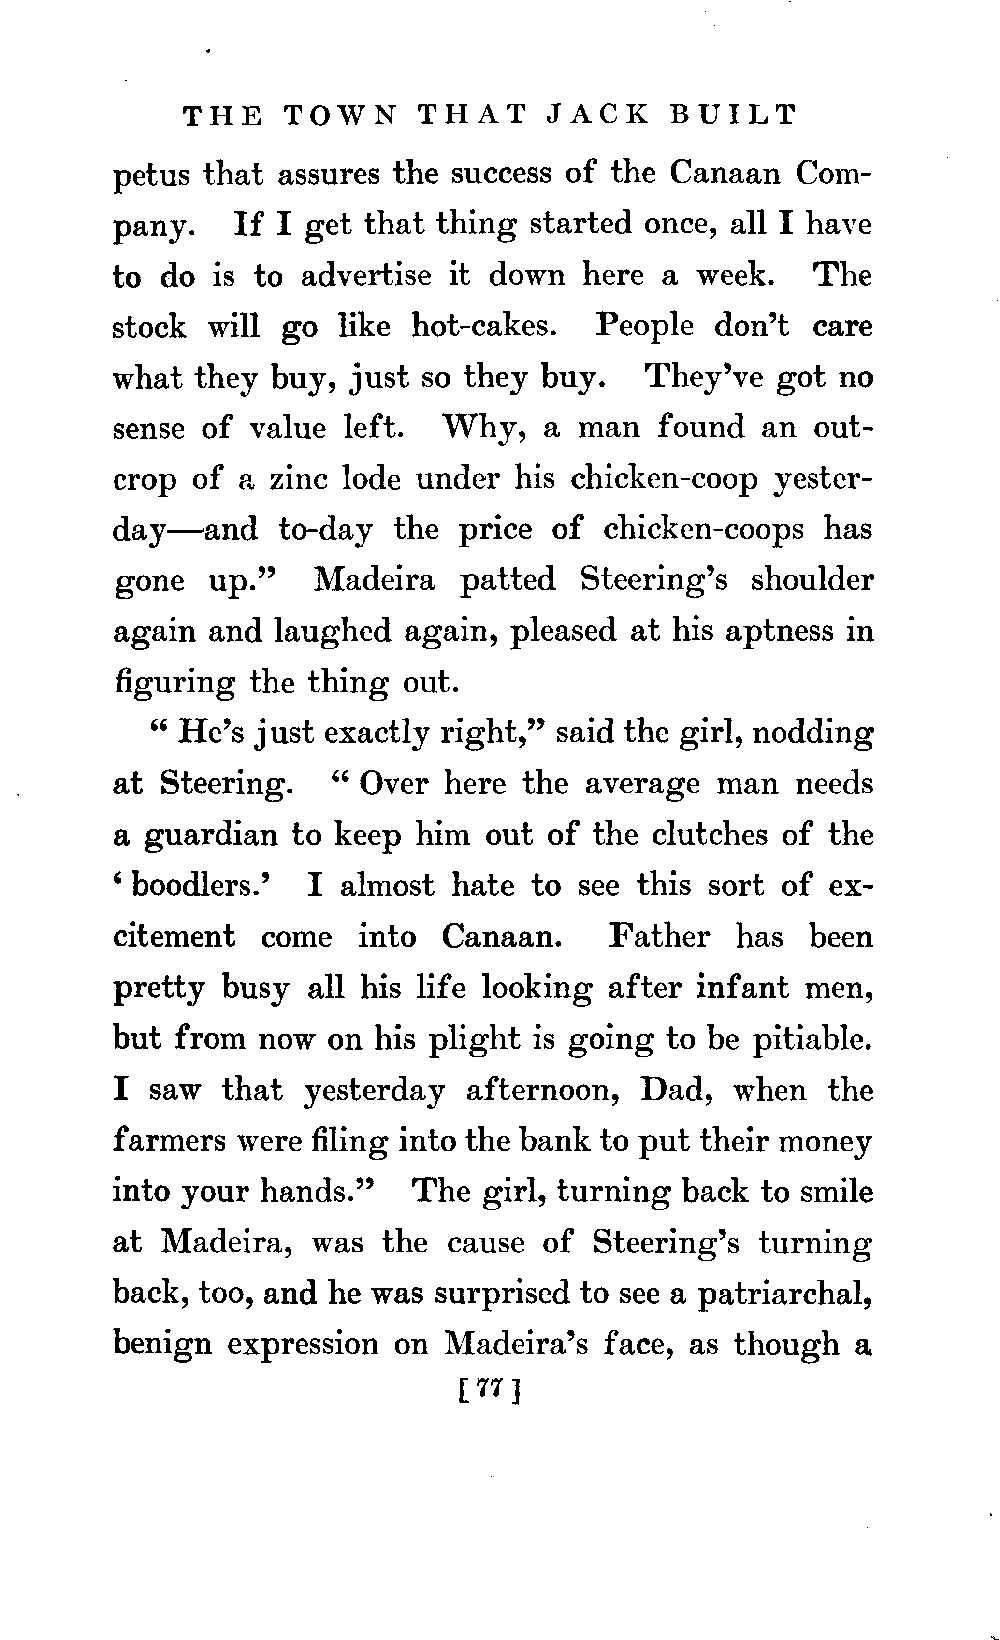 THE TOWN THAT JACK BUILT
petus that assures the success of the Canaan Com-
pany. If I get that thing started once, all I have
to do is to advertise it down here a week. The
stock will go like hot-cakes. People don't care
what they buy, just so they buy. They've got no
sense of value left. Why, a man found an out-
crop of a zinc lode under his chicken-coop yester-
day—and to-day the price of chicken-coops has
gone up." Madeira patted Steering's shoulder
again and laughed again, pleased at his aptness in
figuring the thing out.
" He's just exactly right," said the girl, nodding
at Steering. " Over here the average man needs
a guardian to keep him out of the clutches of the
' boodlers.' I almost hate to see this sort of ex-
citement come into Canaan. Father has been
pretty busy all his life looking after infant men,
but from now on his plight is going to be pitiable.
I saw that yesterday afternoon, Dad, when the
farmers were filing into the bank to put their money
into your hands." The girl, turning back to smile
at Madeira, was the cause of Steering's turning
back, too, and he was surprised to see a patriarchal,
benign expression on Madeira's face, as though a
[ 77 ]